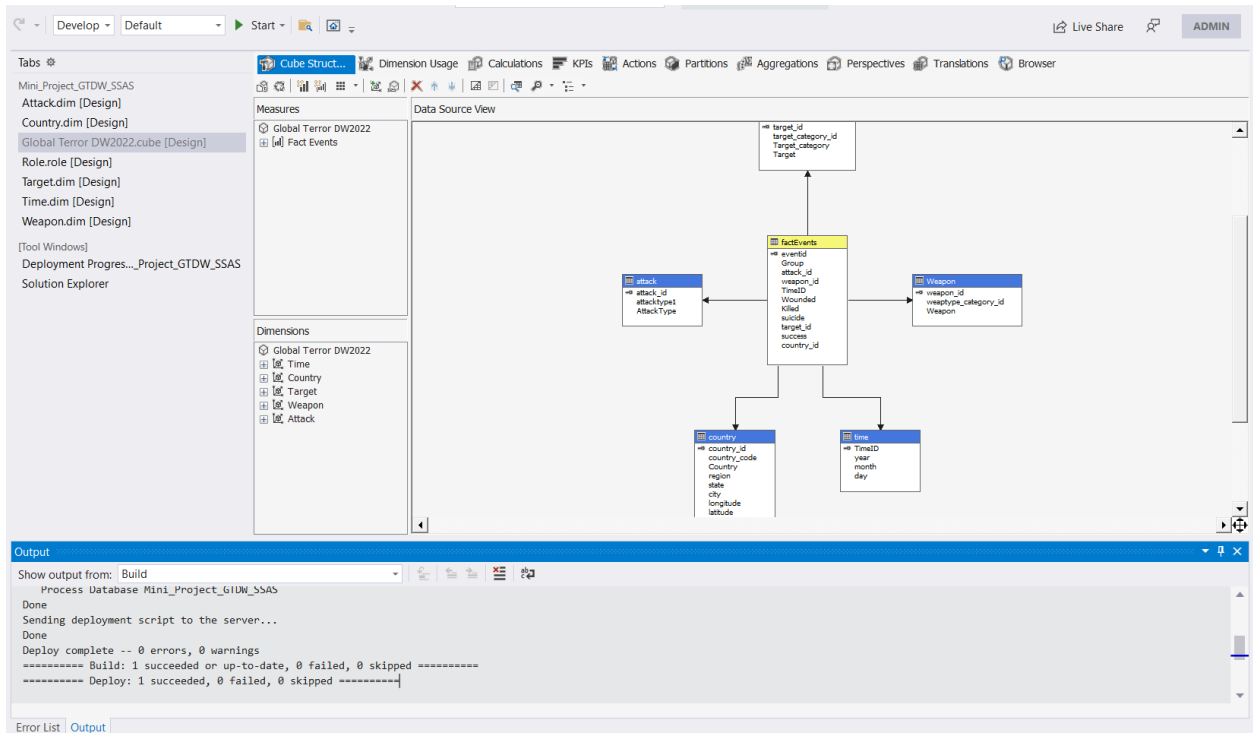 Develop Default Start Live Share ADMIN
Tabs
Mini_Project_GTDW_SSAS
Attack.dim [Design]
Country.dim [Design]
Global Terror DW2022.cube [Design]
Role.role [Design]
Target.dim [Design]
Time.dim [Design]
Weapon.dim [Design]
[Tool Windows]
Deployment Progres..._Project_GTDW_SSAS
Solution Explorer
Cube Struct... Dimension Usage Calculations KPIs Actions Partitions Aggregations Perspectives Translations Browser
Measures
Global Terror DW2022
Fact Events
Dimensions
Global Terror DW2022
Time
Country
Target
Weapon
Attack
Data Source View
target_id
target_category_id
Target_category
Target
factEvents
eventid
Group
attack_id
weapon_id
TimeID
Wounded
Killed
suicide
target_id
success
country_id
attack
attack_id
attacktype1
AttackType
Weapon
weapon_id
weaptype_category_id
Weapon
country
country_id
country_code
Country
region
state
city
longitude
latitude
time
TimeID
year
month
day
Output
Show output from: Build
Process Database Mini_Project_GTDW_SSAS
Done
Sending deployment script to the server...
Done
Deploy complete -- 0 errors, 0 warnings
========== Build: 1 succeeded or up-to-date, 0 failed, 0 skipped ==========
========== Deploy: 1 succeeded, 0 failed, 0 skipped ==========
Error List Output